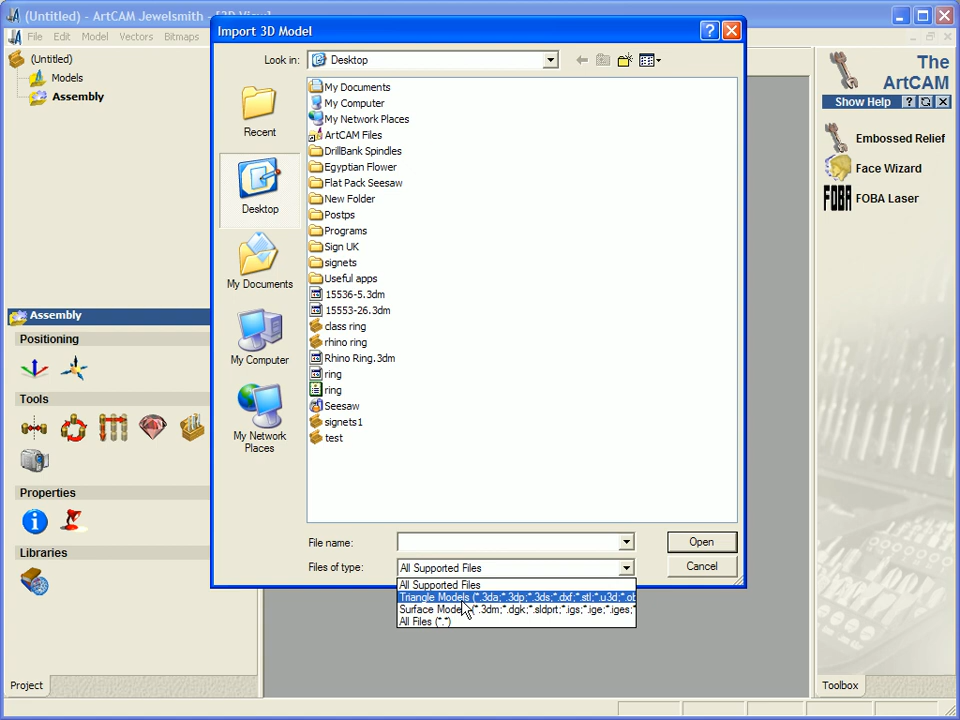 (Untitled) - ArtCAM Jewelsmith - [3D View]
File Edit Model Vectors Bitmaps
(Untitled)
Models
Assembly
Assembly
Positioning
Tools
Properties
Libraries
Project
Import 3D Model
Look in: Desktop
Recent
Desktop
My Documents
My Computer
My Network Places
My Documents
My Computer
My Network Places
ArtCAM Files
DrillBank Spindles
Egyptian Flower
Flat Pack Seesaw
New Folder
Postps
Programs
Sign UK
signets
Useful apps
15536-5.3dm
15553-26.3dm
class ring
rhino ring
Rhino Ring.3dm
ring
ring
Seesaw
signets1
test
File name:
Open
Files of type: All Supported Files
Cancel
All Supported Files
Triangle Models (*.3da;*.3dp;*.3ds;*.dxf;*.stl;*.u3d;*.ob
Surface Models (*.3dm;*.dgk;*.sldprt;*.igs;*.ige;*.iges;*
All Files (*.*)
The
ArtCAM
Show Help ?
Embossed Relief
Face Wizard
FOBA FOBA Laser
Toolbox